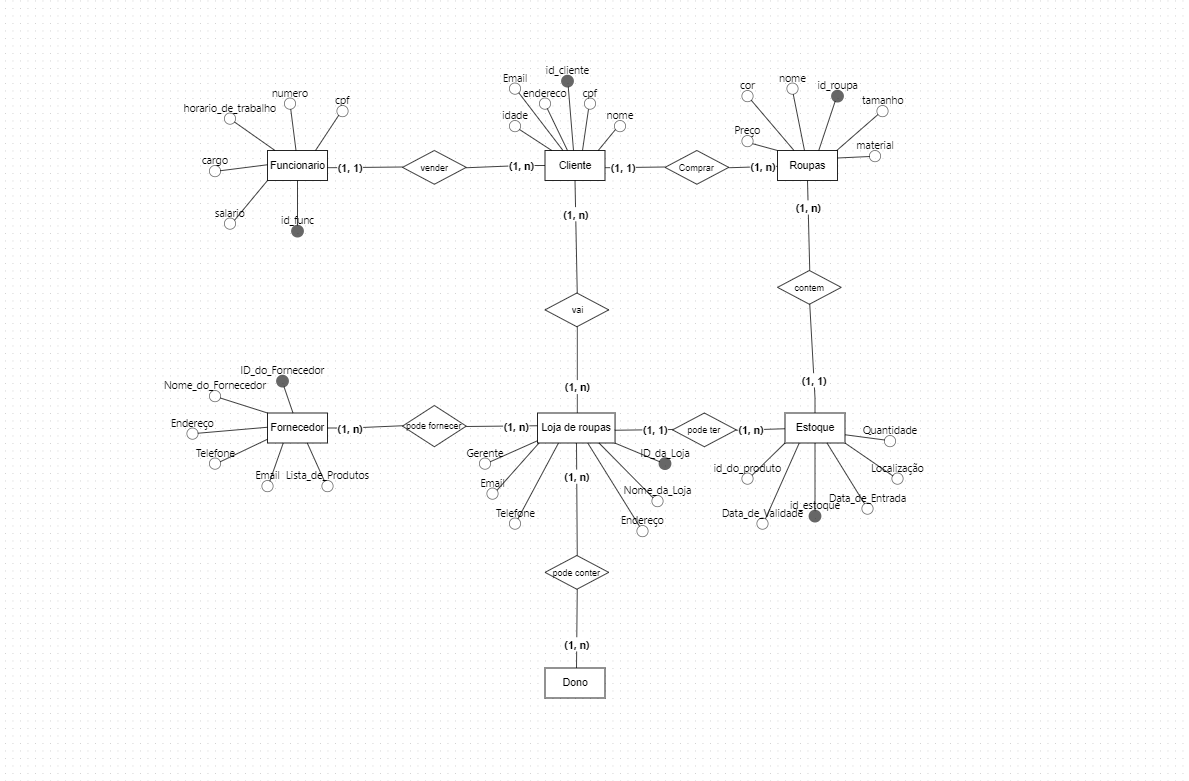 id_cliente
Email
cor
nome
id_roupa
horario_de_trabalho
numero
cpf
endereco
cpf
tamanho
idade
nome
Preço
material
cargo
Funcionario
(1, 1)
vender
(1, n)
Cliente
(1, 1)
Comprar
(1, n)
Roupas
salario
id_func
(1, n)
(1, n)
contem
vai
ID_do_Fornecedor
Nome_do_Fornecedor
(1, n)
(1, 1)
Endereço
Fornecedor
(1, n)
pode fornecer
(1, n)
Loja de roupas
(1, 1)
pode ter
(1, n)
Estoque
Quantidade
Telefone
Gerente
ID_da_Loja
Email
Lista_de_Produtos
(1, n)
id_do_produto
Localização
Email
Nome_da_Loja
Data_de_Entrada
Telefone
Endereço
Data_de_Validade
id_estoque
pode conter
(1, n)
Dono